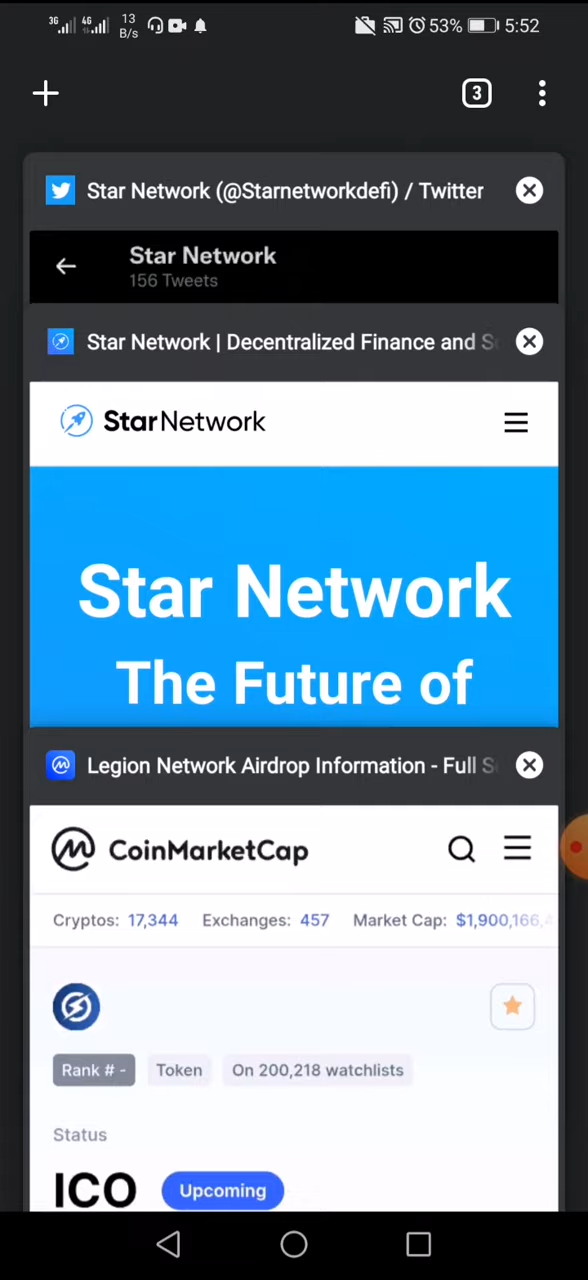 3G 4G 13 B/s 53% 5:52
3
Star Network (@Starnetworkdefi) / Twitter
Star Network
156 Tweets
Star Network | Decentralized Finance and S
StarNetwork
Star Network
The Future of
Legion Network Airdrop Information - Full S
CoinMarketCap
Cryptos: 17,344 Exchanges: 457 Market Cap: $1,900,166,
Rank # - Token On 200,218 watchlists
Status
ICO Upcoming